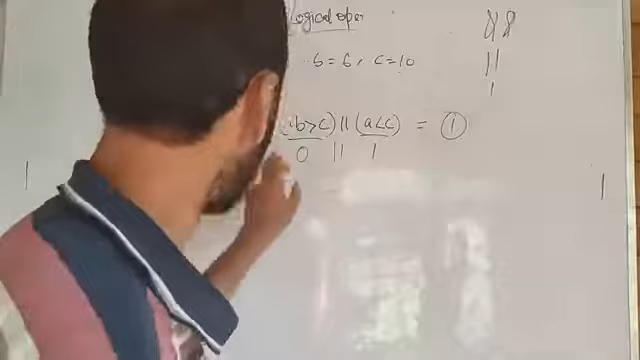 Logical oper
&&
b=6, c=10
||
!
(b>c)||(a<c) = 1
0 || 1